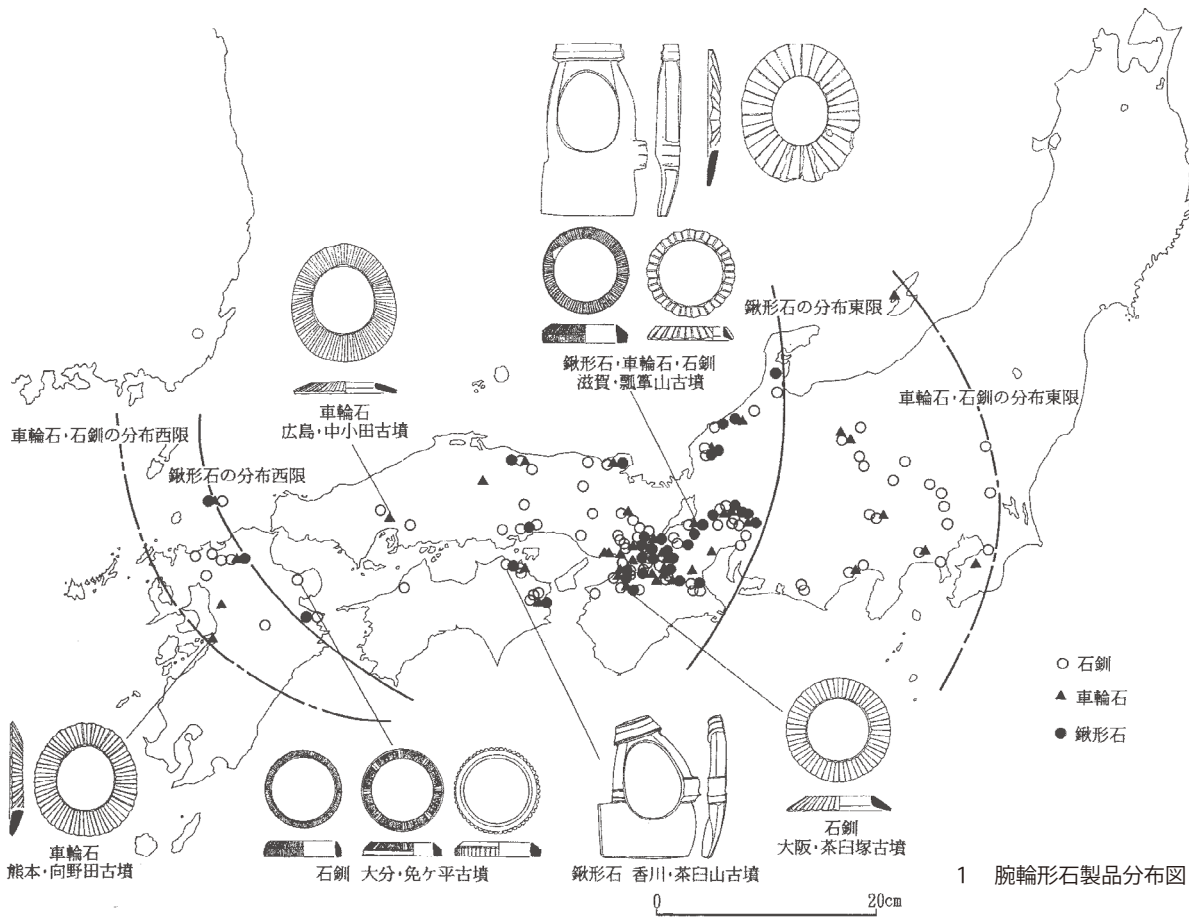 鍬形石・車輪石・石釧
滋賀・瓢箪山古墳
鍬形石の分布東限
車輪石・石釧の分布東限
車輪石
広島・中小田古墳
車輪石・石釧の分布西限
鍬形石の分布西限
○ 石釧
▲ 車輪石
● 鍬形石
車輪石
熊本・向野田古墳
石釧 大分・免ケ平古墳
鍬形石 香川・茶臼山古墳
石釧
大阪・茶臼塚古墳
0 20cm
1 腕輪形石製品分布図